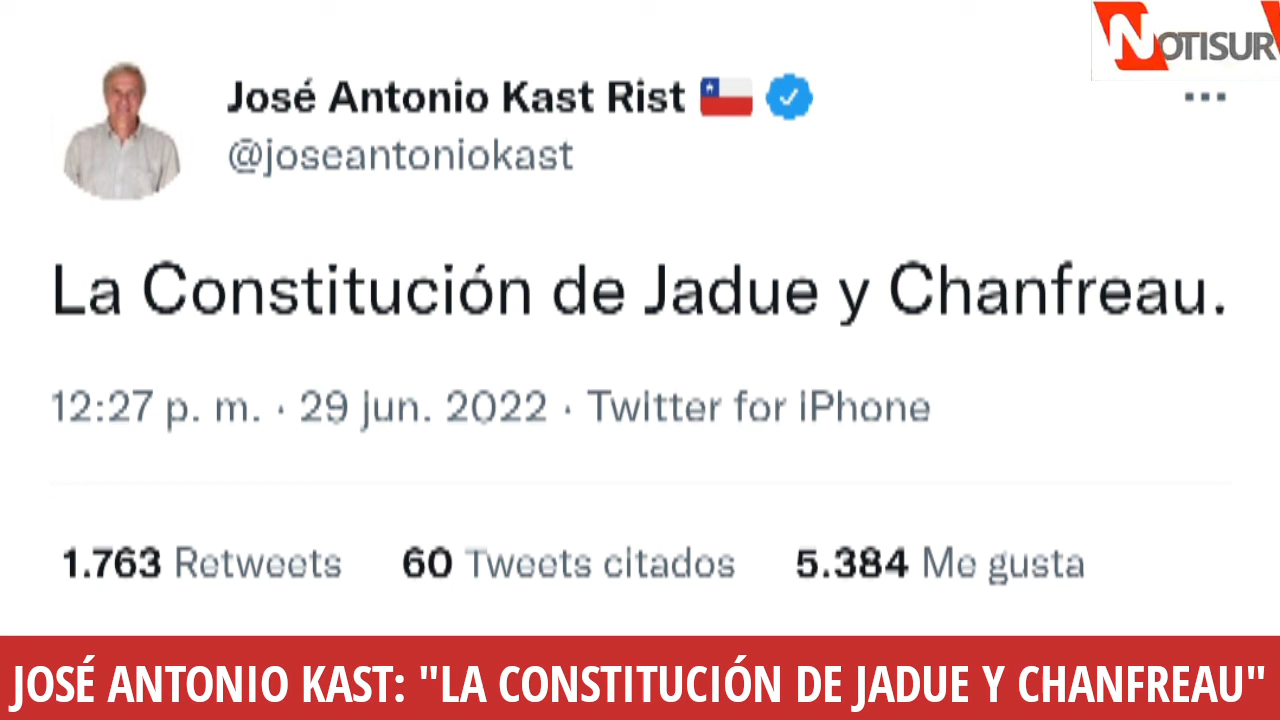 NOTISUR
José Antonio Kast Rist
@joseantoniokast
La Constitución de Jadue y Chanfreau.
12:27 p. m. · 29 jun. 2022 · Twitter for iPhone
1.763 Retweets 60 Tweets citados 5.384 Me gusta
JOSÉ ANTONIO KAST: "LA CONSTITUCIÓN DE JADUE Y CHANFREAU"